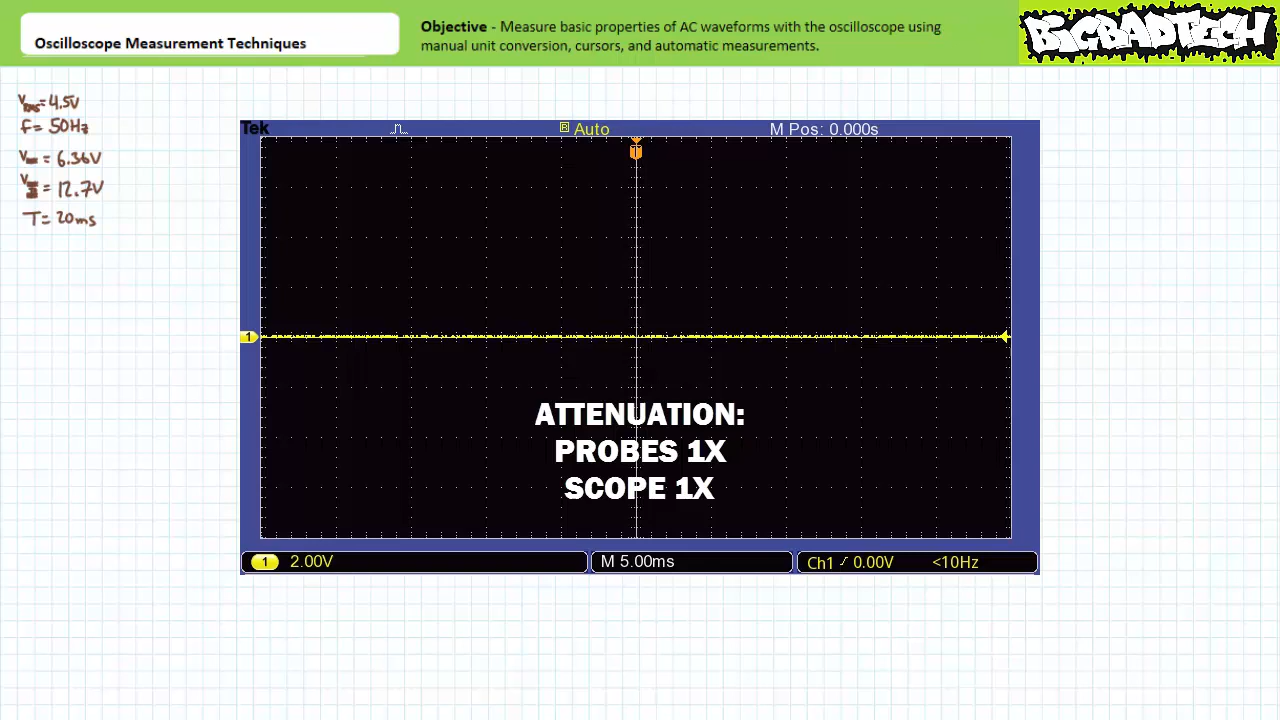 Oscilloscope Measurement Techniques
Objective - Measure basic properties of AC waveforms with the oscilloscope using
manual unit conversion, cursors, and automatic measurements.
BIGBADTECH
VRMS=4.5V
f= 50Hz
= 6.36V
= 12.7V
T= 20ms
Tek
R Auto
M Pos: 0.000s
T
1
ATTENUATION:
PROBES 1X
SCOPE 1X
1 2.00V
M 5.00ms
Ch1 0.00V <10Hz